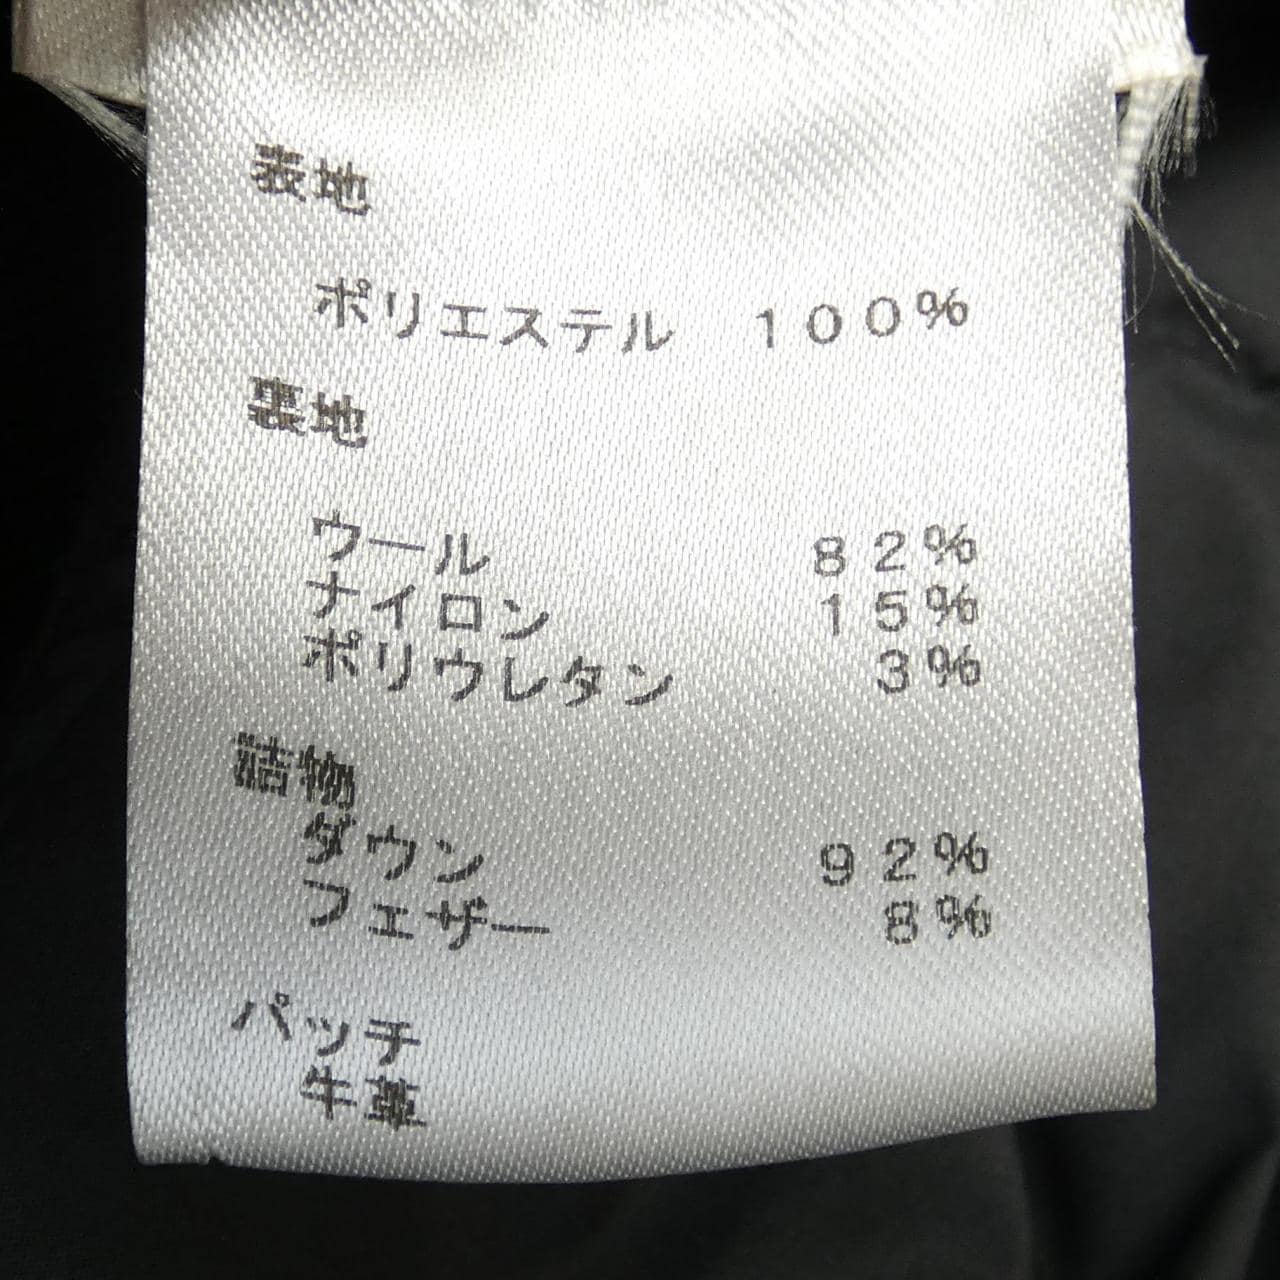 表地
ポリエステル 100%
裏地
ウール 82%
ナイロン 15%
ポリウレタン 3%
詰物
ダウン 92%
フェザー 8%
パッチ
牛革